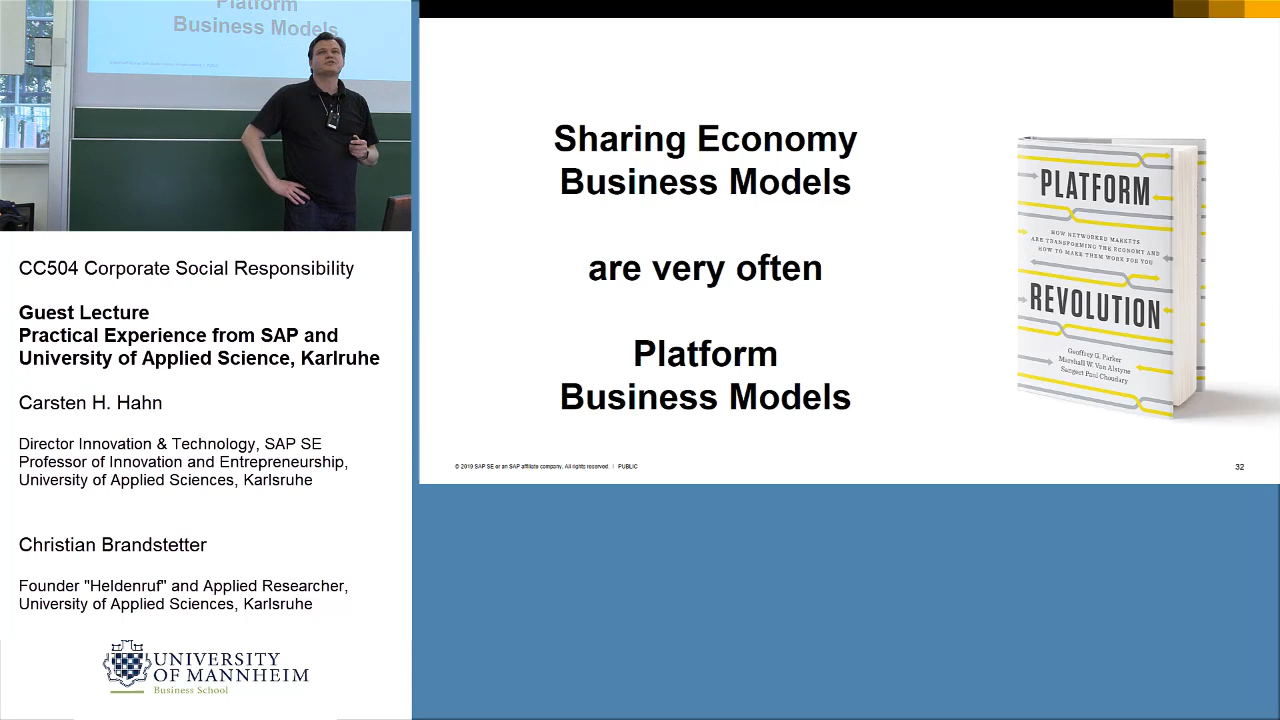 Platform
Business Models
CC504 Corporate Social Responsibility
Guest Lecture
Practical Experience from SAP and
University of Applied Science, Karlsruhe
Carsten H. Hahn
Director Innovation & Technology, SAP SE
Professor of Innovation and Entrepreneurship,
University of Applied Sciences, Karlsruhe
Christian Brandstetter
Founder "Heldenruf" and Applied Researcher,
University of Applied Sciences, Karlsruhe
UNIVERSITY
OF MANNHEIM
Business School
Sharing Economy
Business Models
are very often
Platform
Business Models
PLATFORM
HOW NETWORKED MARKETS
ARE TRANSFORMING THE ECONOMY AND
HOW TO MAKE THEM WORK FOR YOU
REVOLUTION
Geoffrey G. Parker
Marshall W. Van Alstyne
Sangeet Paul Choudary
© 2019 SAP SE or an SAP affiliate company. All rights reserved. | PUBLIC
32